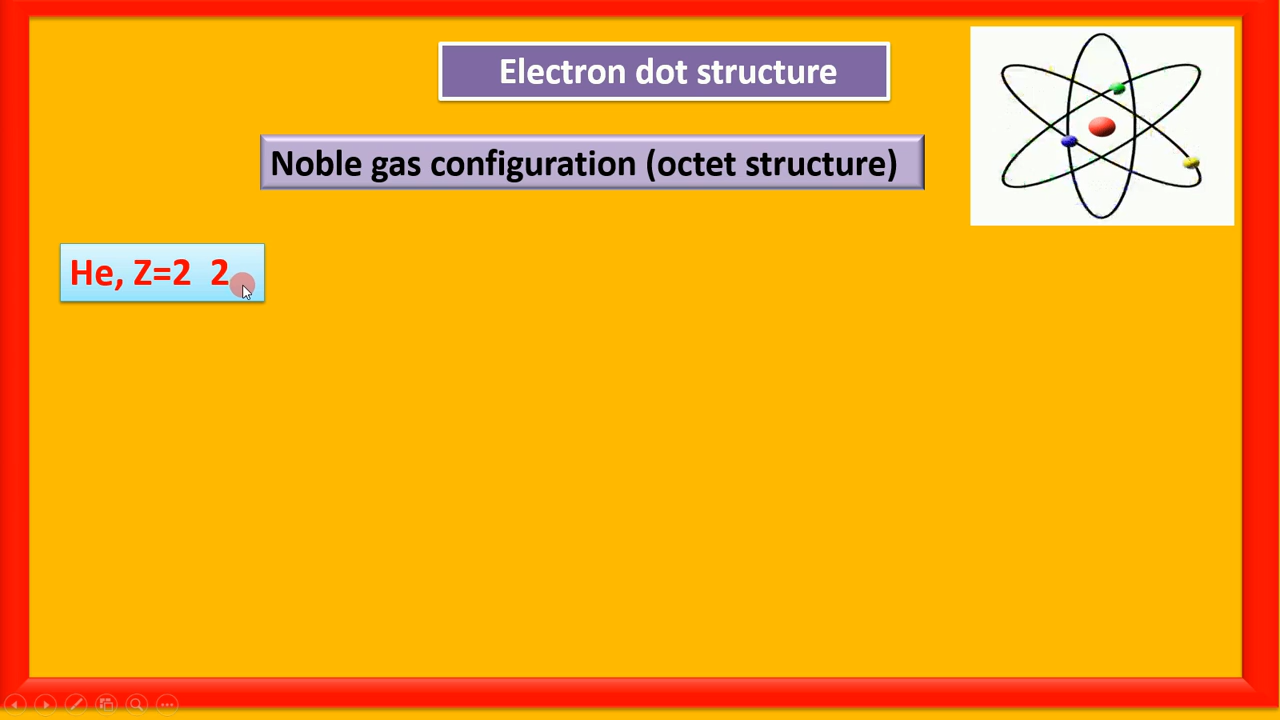 Electron dot structure
Noble gas configuration (octet structure)
He, Z=2 2